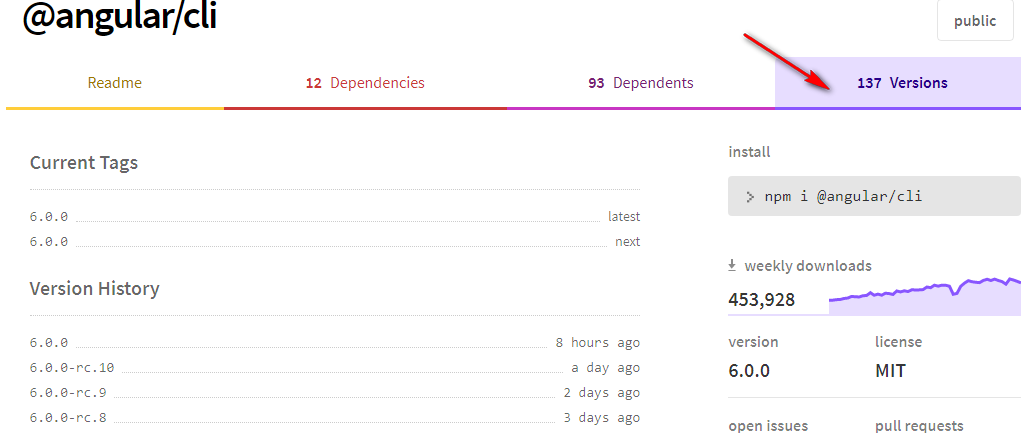 @angular/cli
public
Readme
12 Dependencies
93 Dependents
137 Versions
Current Tags
6.0.0 latest
6.0.0 next
Version History
6.0.0 8 hours ago
6.0.0-rc.10 a day ago
6.0.0-rc.9 2 days ago
6.0.0-rc.8 3 days ago
install
> npm i @angular/cli
weekly downloads
453,928
version license
6.0.0 MIT
open issues pull requests